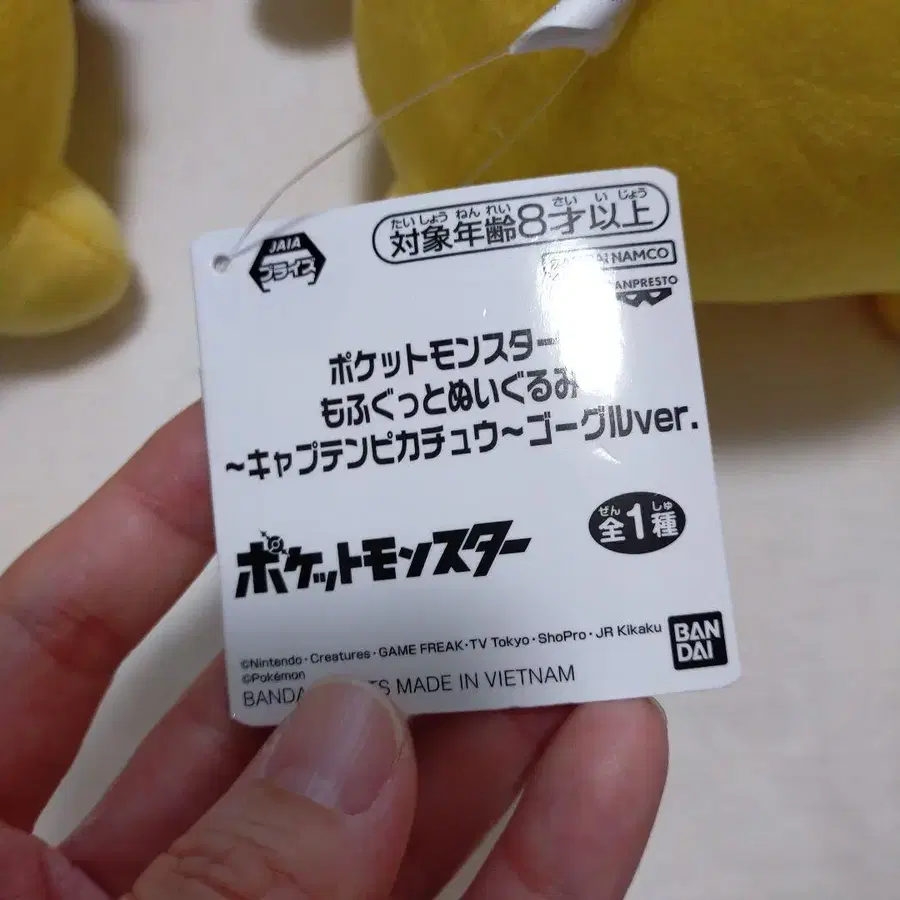 JAIA
プライズ
たいしょう ねんれい さい い じょう
対象年齢8才以上
NAMCO
ANPRESTO
ポケットモンスター
もふぐっとぬいぐるみ
~キャプテンピカチュウ~ゴーグルver.
ぜん しゅ
全1種
ポケットモンスター
©Nintendo・Creatures・GAME FREAK・TV Tokyo・ShoPro・JR Kikaku
©Pokémon
BAN
DAI
MADE IN VIETNAM